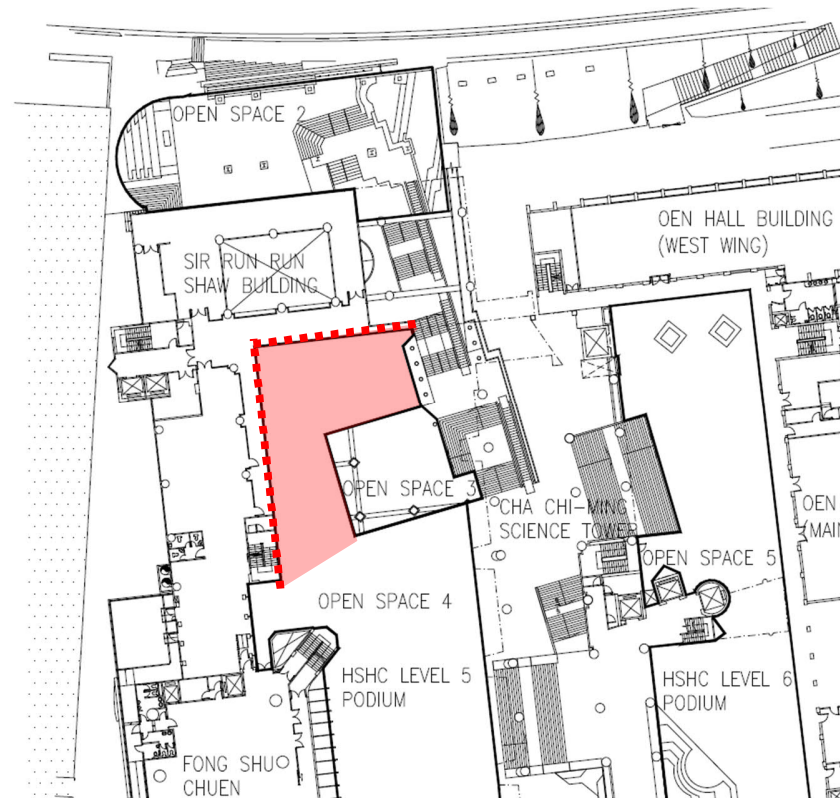 OPEN SPACE 2
OEN HALL BUILDING
(WEST WING)
SIR RUN RUN
SHAW BUILDING
OPEN SPACE 3
CHA CHI-MING
SCIENCE TOWER
OEN
(MAI
OPEN SPACE 5
OPEN SPACE 4
HSHC LEVEL 5
PODIUM
HSHC LEVEL 6
PODIUM
FONG SHU
CHUEN